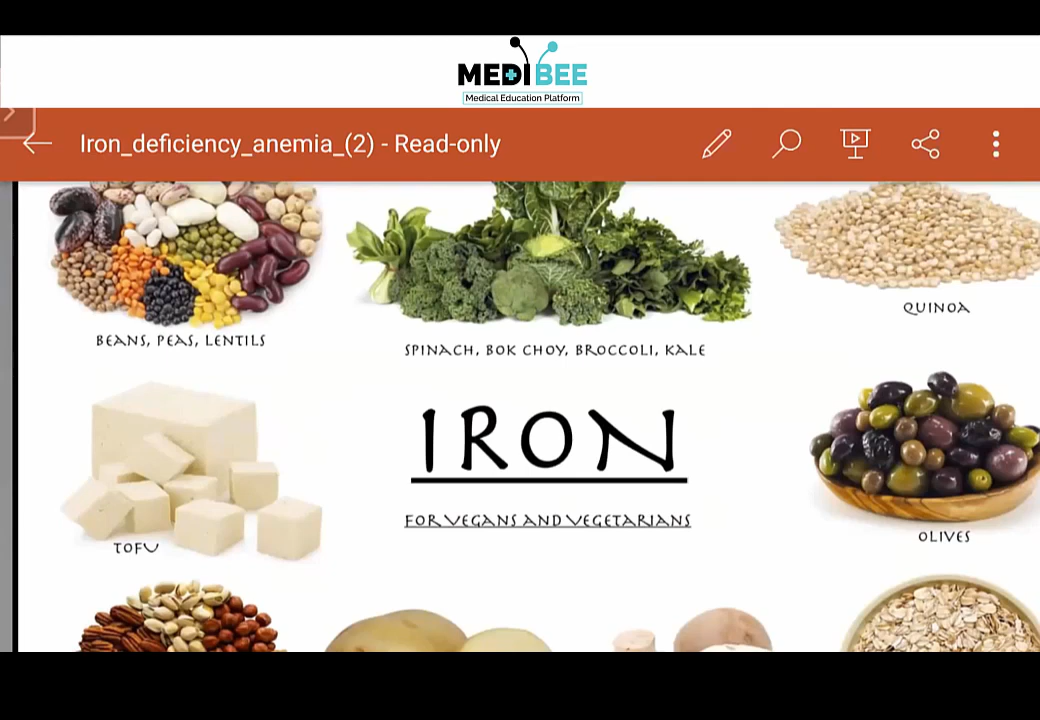 MEDIBEE
Medical Education Platform
Iron_deficiency_anemia_(2) - Read-only
BEANS, PEAS, LENTILS
SPINACH, BOK CHOY, BROCCOLI, KALE
QUINOA
IRON
FOR VEGANS AND VEGETARIANS
TOFU
OLIVES